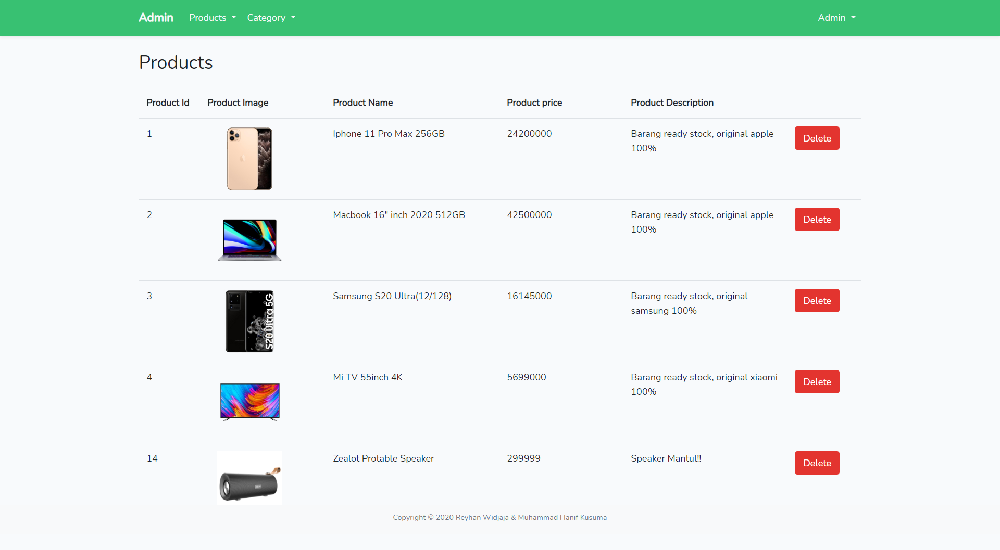 Admin Products Category Admin
Products
Product Id Product Image Product Name Product price Product Description
1 Iphone 11 Pro Max 256GB 24200000 Barang ready stock, original apple Delete
100%
2 Macbook 16" inch 2020 512GB 42500000 Barang ready stock, original apple Delete
100%
3 Samsung S20 Ultra(12/128) 16145000 Barang ready stock, original Delete
samsung 100%
S20 Ultra 5G
4 Mi TV 55inch 4K 5699000 Barang ready stock, original xiaomi Delete
100%
14 Zealot Protable Speaker 299999 Speaker Mantul!! Delete
Copyright © 2020 Reyhan Widjaja & Muhammad Hanif Kusuma